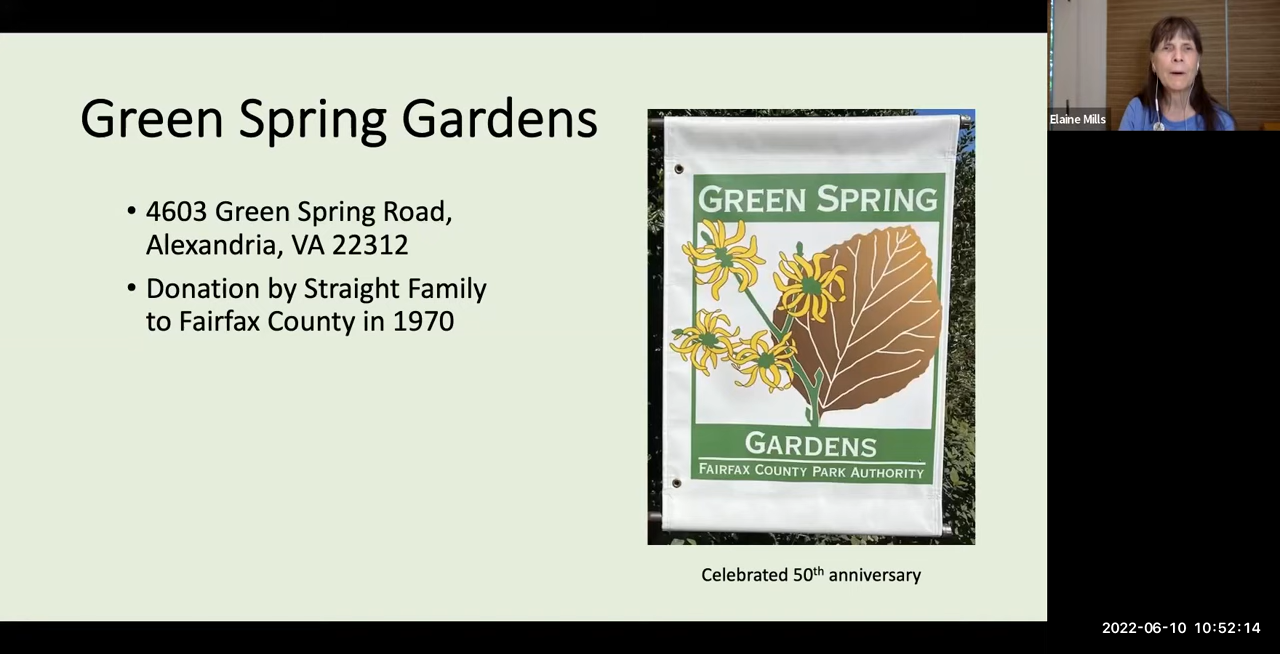 Green Spring Gardens
• 4603 Green Spring Road,
Alexandria, VA 22312
• Donation by Straight Family
to Fairfax County in 1970
GREEN SPRING
GARDENS
FAIRFAX COUNTY PARK AUTHORITY
Celebrated 50th anniversary
Elaine Mills
2022-06-10 10:52:14